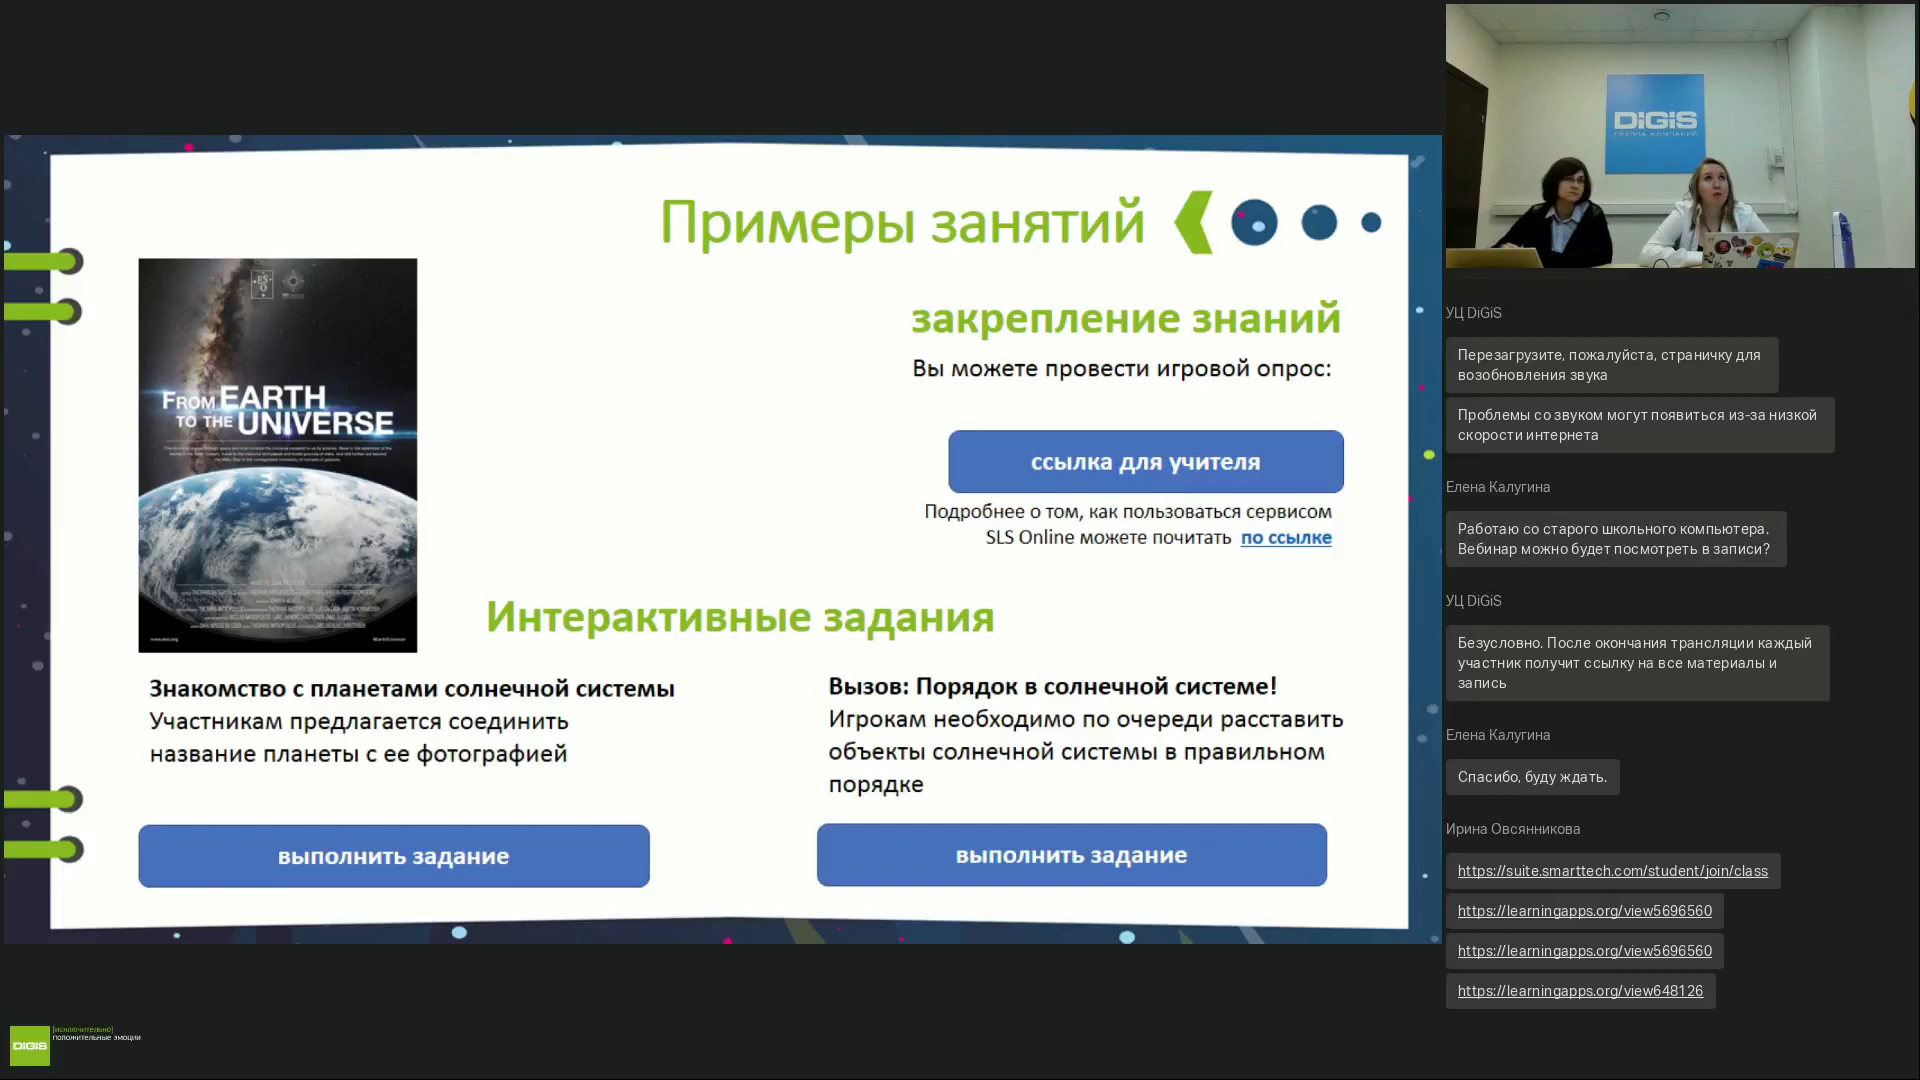 Примеры занятий
FROM EARTH
TO THE UNIVERSE
www.eso.org
закрепление знаний
Вы можете провести игровой опрос:
ссылка для учителя
Подробнее о том, как пользоваться сервисом
SLS Online можете почитать по ссылке
Интерактивные задания
Знакомство с планетами солнечной системы
Участникам предлагается соединить
название планеты с ее фотографией
выполнить задание
Вызов: Порядок в солнечной системе!
Игрокам необходимо по очереди расставить
объекты солнечной системы в правильном
порядке
выполнить задание
DiGiS
ГРУППА КОМПАНИЙ
УЦ DiGiS
Перезагрузите, пожалуйста, страничку для
возобновления звука
Проблемы со звуком могут появиться из-за низкой
скорости интернета
Елена Калугина
Работаю со старого школьного компьютера.
Вебинар можно будет посмотреть в записи?
УЦ DiGiS
Безусловно. После окончания трансляции каждый
участник получит ссылку на все материалы и
запись
Елена Калугина
Спасибо, буду ждать.
Ирина Овсянникова
https://suite.smarttech.com/student/join/class
https://learningapps.org/view5696560
https://learningapps.org/view5696560
https://learningapps.org/view648126
DiGiS
[исключительно]
положительные эмоции